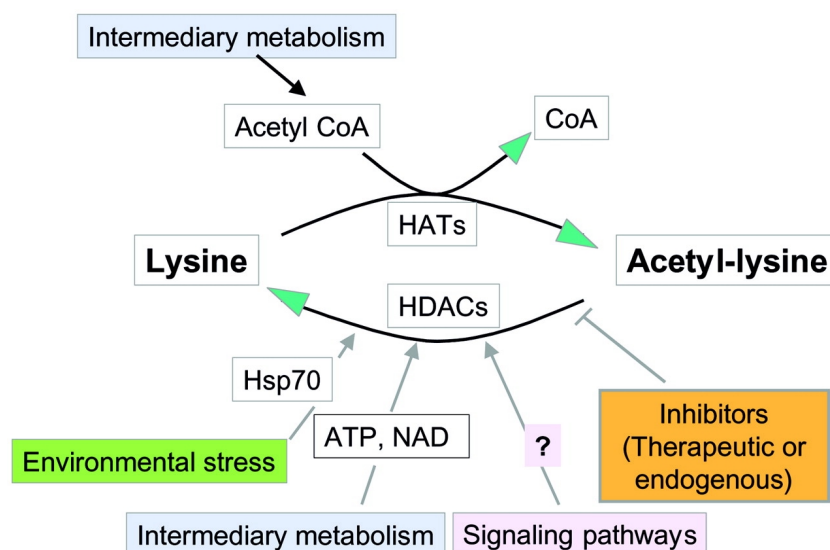 Intermediary metabolism
Acetyl CoA
CoA
HATs
Lysine
Acetyl-lysine
HDACs
Hsp70
Inhibitors
(Therapeutic or
endogenous)
ATP, NAD
?
Environmental stress
Intermediary metabolism
Signaling pathways